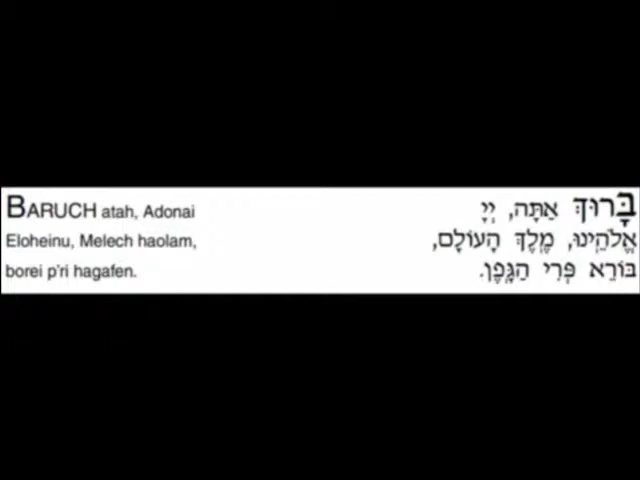 BARUCH atah, Adonai
Eloheinu, Melech haolam,
borei p'ri hagafen.
בָּרוּךְ אַתָּה, יְיָ
אֱלֹהֵֽינוּ, מֶֽלֶךְ הָעוֹלָם,
בּוֹרֵא פְּרִי הַגָּֽפֶן.